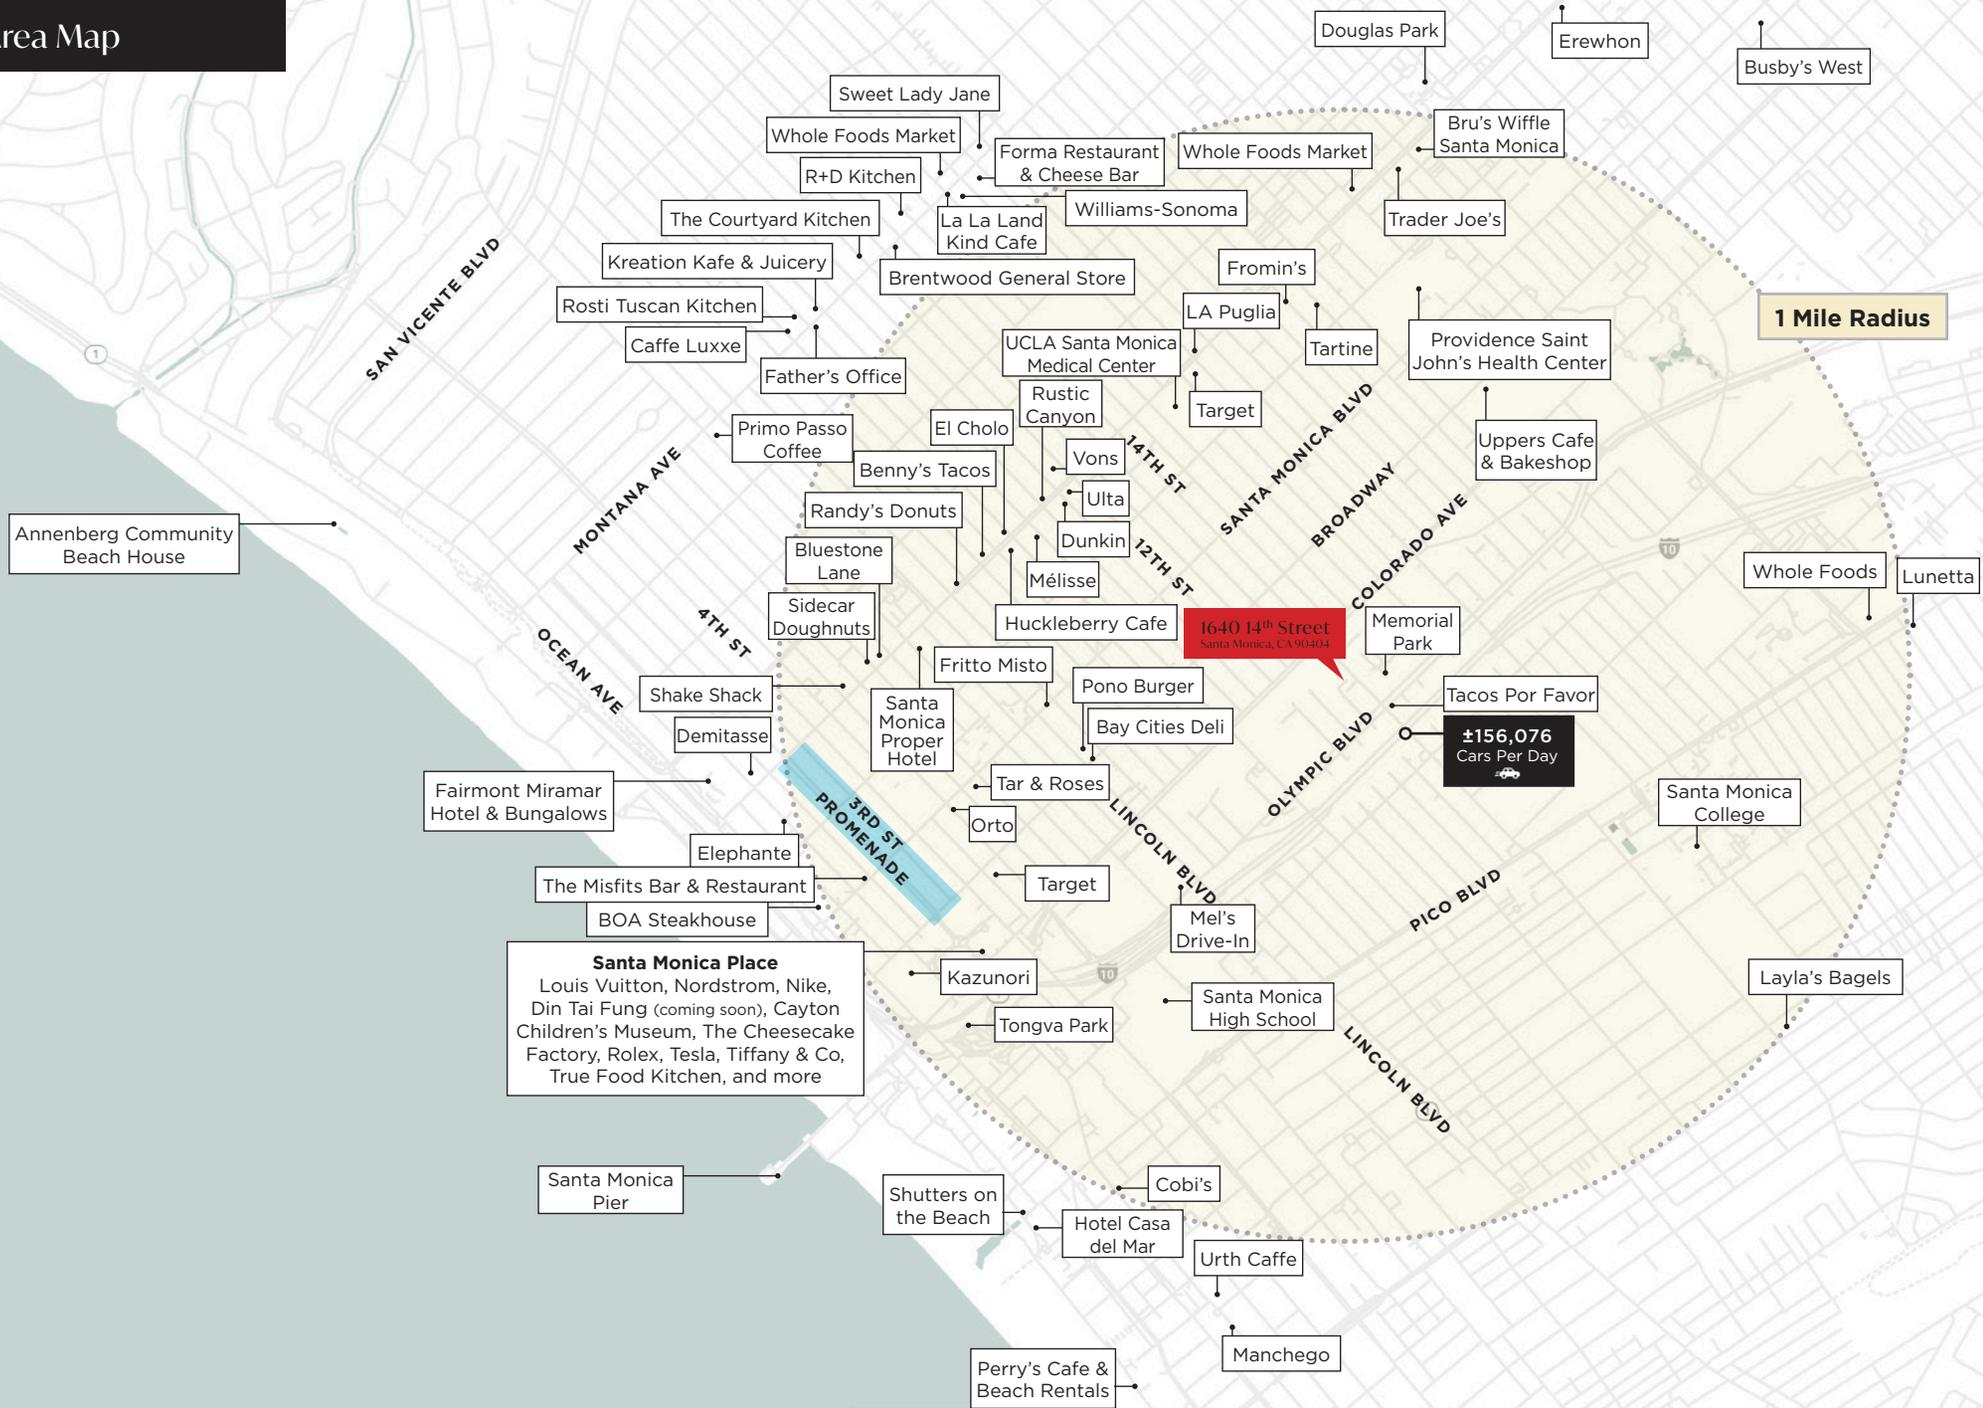 rea Map
Douglas Park
Erewhon
Busby's West
Sweet Lady Jane
Whole Foods Market
Forma Restaurant
& Cheese Bar
Whole Foods Market
Bru's Wiffle
Santa Monica
R+D Kitchen
Williams-Sonoma
The Courtyard Kitchen
La La Land
Kind Cafe
Trader Joe's
Kreation Kafe & Juicery
Brentwood General Store
Fromin's
Rosti Tuscan Kitchen
LA Puglia
1 Mile Radius
SAN VICENTE BLVD
1
Caffe Luxxe
UCLA Santa Monica
Medical Center
Tartine
Providence Saint
John's Health Center
Father's Office
Rustic
Canyon
Target
Primo Passo
Coffee
El Cholo
Uppers Cafe
& Bakeshop
Benny's Tacos
Vons
14TH ST
SANTA MONICA BLVD
BROADWAY
COLORADO AVE
MONTANA AVE
Randy's Donuts
Ulta
Annenberg Community
Beach House
Bluestone
Lane
Dunkin
12TH ST
10
Mélisse
Whole Foods
Lunetta
Sidecar
Doughnuts
Huckleberry Cafe
1640 14th Street
Santa Monica, CA 90404
Memorial
Park
4TH ST
OCEAN AVE
Fritto Misto
Shake Shack
Pono Burger
Tacos Por Favor
Santa
Monica
Proper
Hotel
Bay Cities Deli
Demitasse
±156,076
Cars Per Day
OLYMPIC BLVD
Fairmont Miramar
Hotel & Bungalows
Tar & Roses
Santa Monica
College
3RD ST
PROMENADE
Orto
LINCOLN BLVD
Elephante
The Misfits Bar & Restaurant
Target
PICO BLVD
BOA Steakhouse
Mel's
Drive-In
Santa Monica Place
Louis Vuitton, Nordstrom, Nike,
Din Tai Fung (coming soon), Cayton
Children's Museum, The Cheesecake
Factory, Rolex, Tesla, Tiffany & Co,
True Food Kitchen, and more
10
Kazunori
Layla's Bagels
Santa Monica
High School
Tongva Park
LINCOLN BLVD
Santa Monica
Pier
Cobi's
Shutters on
the Beach
Hotel Casa
del Mar
Urth Caffe
Manchego
Perry's Cafe &
Beach Rentals